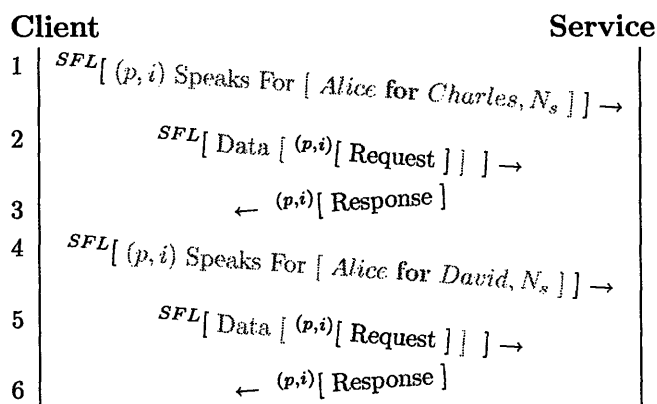 Client Service
1 SFL[ (p, i) Speaks For [ Alice for Charles, Ns ] ] →
2 SFL[ Data [ (p,i)[ Request ] ] ] →
3 ← (p,i)[ Response ]
4 SFL[ (p, i) Speaks For [ Alice for David, Ns ] ] →
5 SFL[ Data [ (p,i)[ Request ] ] ] →
6 ← (p,i)[ Response ]